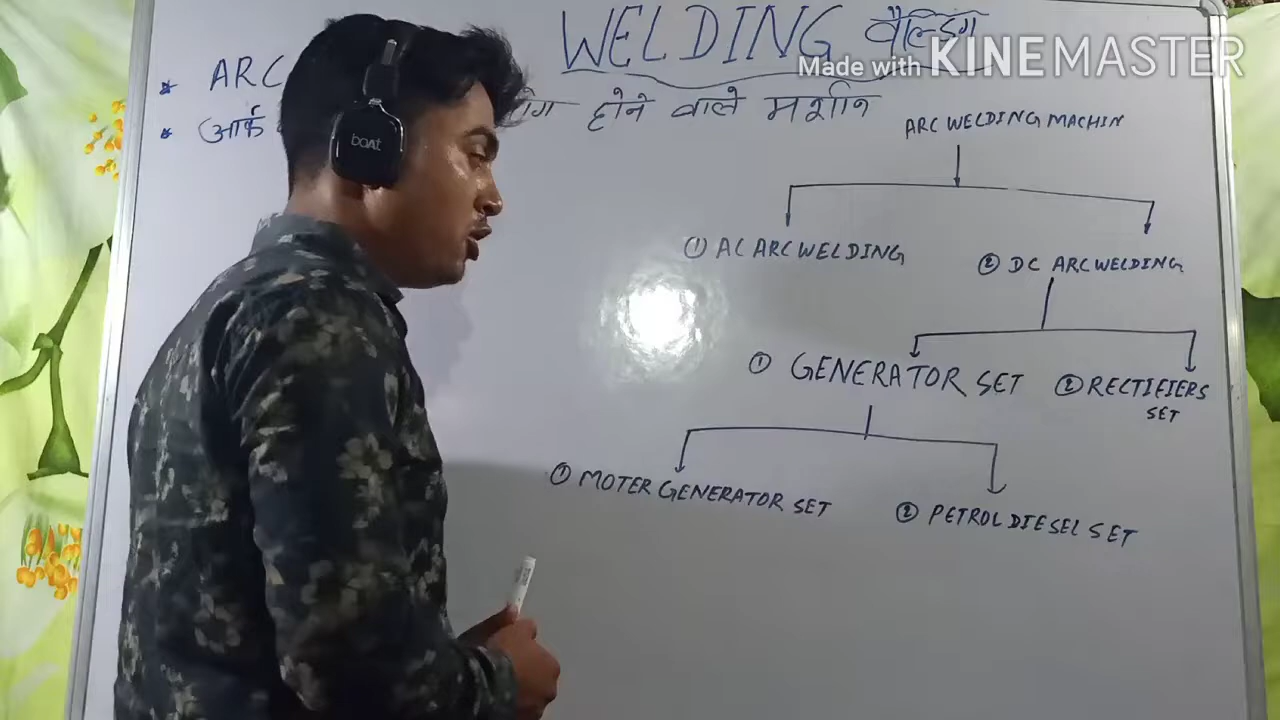 WELDING वैल्डिंग
Made with KINEMASTER
* ARC
* आर्क होने वाले मशीन
boAt
ARC WELDING MACHIN
① AC ARC WELDING
② DC ARC WELDING
① GENERATOR SET
② RECTIFIERS
SET
① MOTER GENERATOR SET
② PETROL DIESEL SET